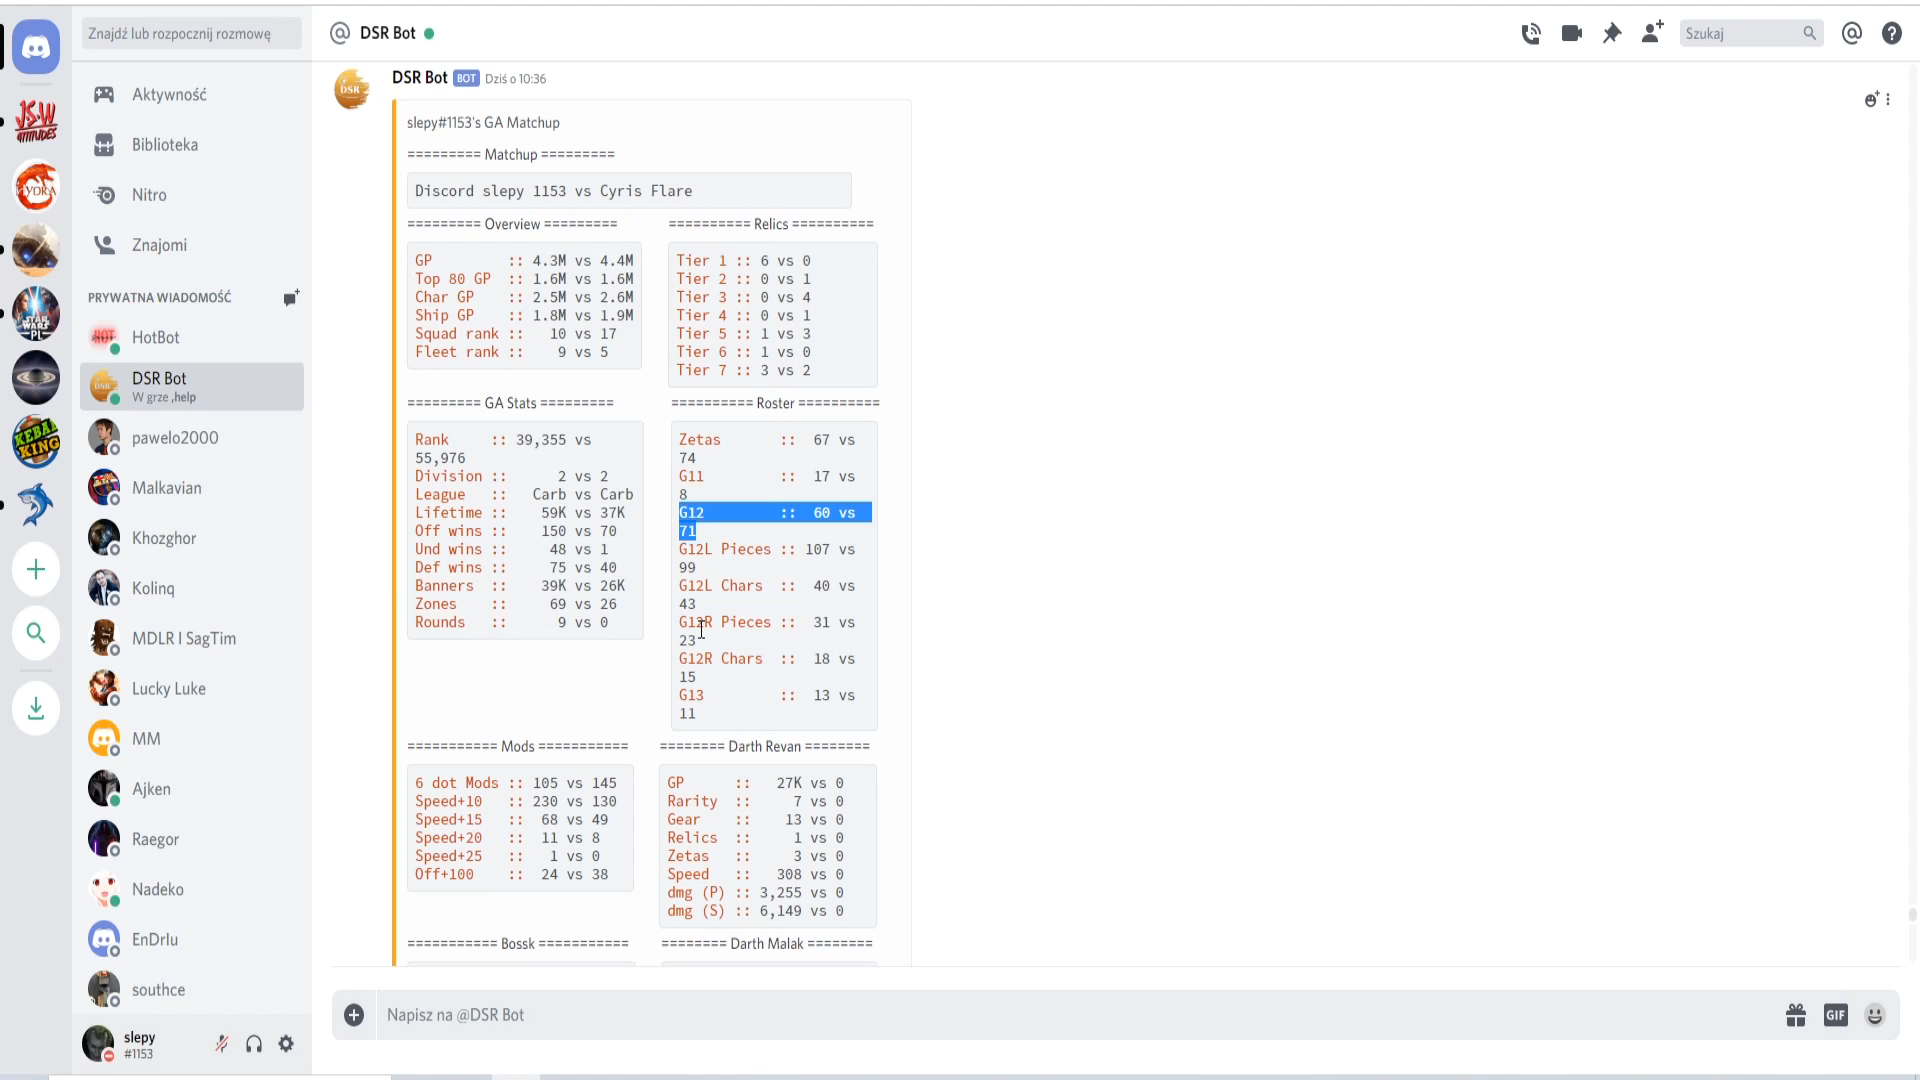 Znajdź lub rozpocznij rozmowę
Aktywność
Biblioteka
Nitro
Znajomi
PRYWATNA WIADOMOŚĆ
HotBot
DSR Bot
W grze ,help
pawelo2000
Malkavian
Khozghor
Kolinq
MDLR I SagTim
Lucky Luke
MM
Ajken
Raegor
Nadeko
EnDrIu
southce
slepy
#1153
JSW
ATTITUDES
HYDRA
STAR
WARS
PL
KEBAB
KING
DSR Bot
Szukaj
DSR
DSR Bot BOT Dziś o 10:36
slepy#1153's GA Matchup
========= Matchup =========
Discord slepy 1153 vs Cyris Flare
========= Overview =========
GP :: 4.3M vs 4.4M
Top 80 GP :: 1.6M vs 1.6M
Char GP :: 2.5M vs 2.6M
Ship GP :: 1.8M vs 1.9M
Squad rank :: 10 vs 17
Fleet rank :: 9 vs 5
========== Relics ==========
Tier 1 :: 6 vs 0
Tier 2 :: 0 vs 1
Tier 3 :: 0 vs 4
Tier 4 :: 0 vs 1
Tier 5 :: 1 vs 3
Tier 6 :: 1 vs 0
Tier 7 :: 3 vs 2
========= GA Stats =========
Rank :: 39,355 vs
55,976
Division :: 2 vs 2
League :: Carb vs Carb
Lifetime :: 59K vs 37K
Off wins :: 150 vs 70
Und wins :: 48 vs 1
Def wins :: 75 vs 40
Banners :: 39K vs 26K
Zones :: 69 vs 26
Rounds :: 9 vs 0
========== Roster ==========
Zetas :: 67 vs
74
G11 :: 17 vs
8
G12 :: 60 vs
71
G12L Pieces :: 107 vs
99
G12L Chars :: 40 vs
43
G12R Pieces :: 31 vs
23
G12R Chars :: 18 vs
15
G13 :: 13 vs
11
=========== Mods ===========
6 dot Mods :: 105 vs 145
Speed+10 :: 230 vs 130
Speed+15 :: 68 vs 49
Speed+20 :: 11 vs 8
Speed+25 :: 1 vs 0
Off+100 :: 24 vs 38
======== Darth Revan ========
GP :: 27K vs 0
Rarity :: 7 vs 0
Gear :: 13 vs 0
Relics :: 1 vs 0
Zetas :: 3 vs 0
Speed :: 308 vs 0
dmg (P) :: 3,255 vs 0
dmg (S) :: 6,149 vs 0
=========== Bossk ===========
======== Darth Malak ========
Napisz na @DSR Bot
GIF